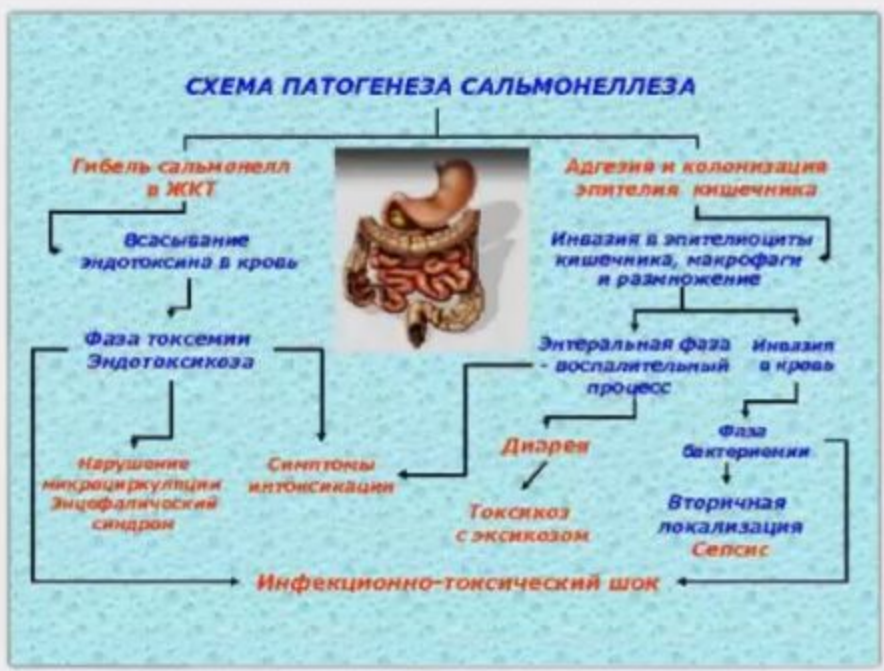 СХЕМА ПАТОГЕНЕЗА САЛЬМОНЕЛЛЕЗА
Гибель сальмонелл
в ЖКТ
Адгезия и колонизация
эпителия кишечника
Всасывание
эндотоксина в кровь
Инвазия в эпителиоциты
кишечника, макрофаги
и размножение
Фаза токсемии
Эндотоксикоза
Энтеральная фаза
- воспалительный
процесс
Инвазия
в кровь
Диарея
Фаза
бактериемии
Нарушение
микроциркуляции
Энцефалический
синдром
Симптомы
интоксикации
Токсикоз
с эксикозом
Вторичная
локализация
Сепсис
Инфекционно-токсический шок